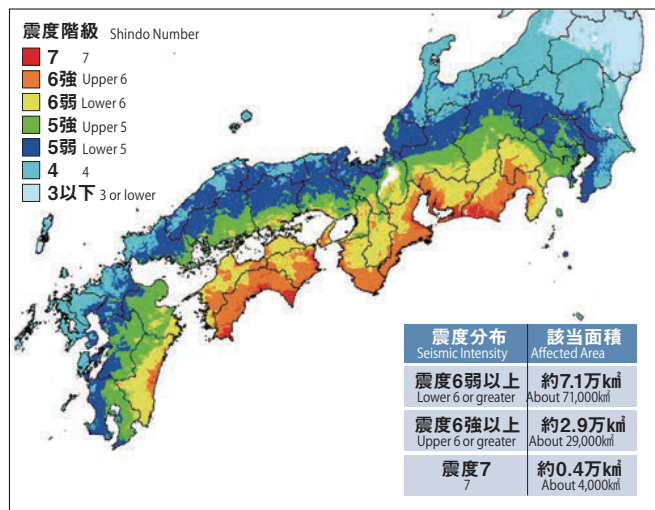 震度階級 Shindo Number
7 7
6強 Upper 6
6弱 Lower 6
5強 Upper 5
5弱 Lower 5
4 4
3以下 3 or lower
震度分布 該当面積
Seismic Intensity Affected Area
震度6弱以上 約7.1万㎢
Lower 6 or greater About 71,000㎢
震度6強以上 約2.9万㎢
Upper 6 or greater About 29,000㎢
震度7 約0.4万㎢
7 About 4,000㎢